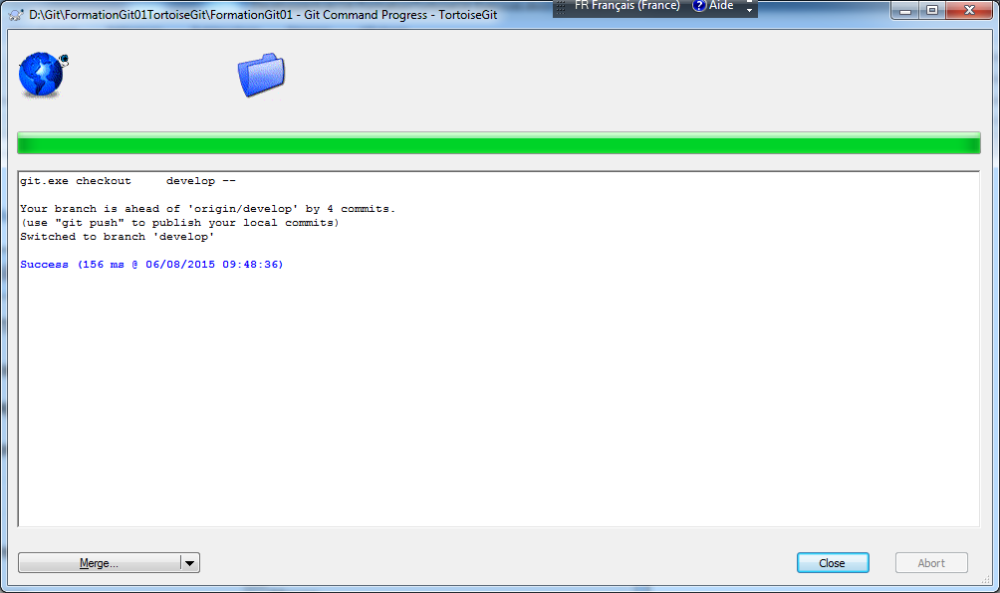 D:\Git\FormationGit01TortoiseGit\FormationGit01 - Git Command Progress - TortoiseGit
FR Français (France) ? Aide
git.exe checkout     develop --
Your branch is ahead of 'origin/develop' by 4 commits.
(use "git push" to publish your local commits)
Switched to branch 'develop'
Success (156 ms @ 06/08/2015 09:48:36)
Merge...
Close
Abort